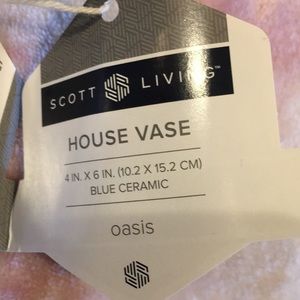 SCOTT LIVING™
HOUSE VASE
4 IN. X 6 IN. (10.2 X 15.2 CM)
BLUE CERAMIC
oasis